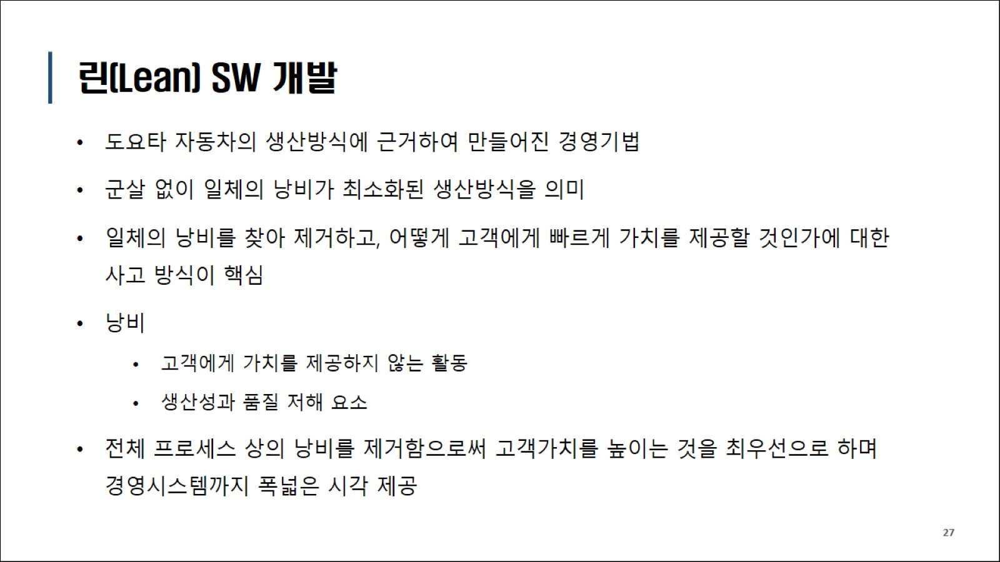 린(Lean) SW 개발
• 도요타 자동차의 생산방식에 근거하여 만들어진 경영기법
• 군살 없이 일체의 낭비가 최소화된 생산방식을 의미
• 일체의 낭비를 찾아 제거하고, 어떻게 고객에게 빠르게 가치를 제공할 것인가에 대한
사고 방식이 핵심
• 낭비
• 고객에게 가치를 제공하지 않는 활동
• 생산성과 품질 저해 요소
• 전체 프로세스 상의 낭비를 제거함으로써 고객가치를 높이는 것을 최우선으로 하며
경영시스템까지 폭넓은 시각 제공
27